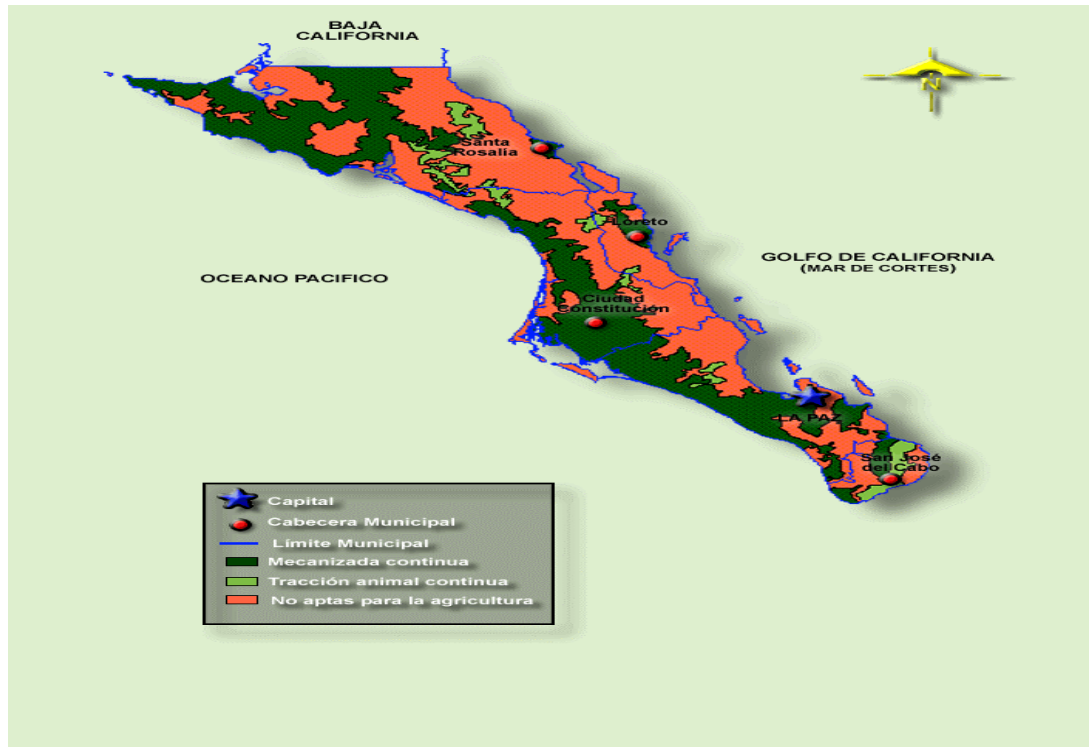 BAJA
CALIFORNIA
N
Santa
Rosalía
Loreto
GOLFO DE CALIFORNIA
(MAR DE CORTES)
OCEANO PACIFICO
Ciudad
Constitución
LA PAZ
San José
del Cabo
Capital
Cabecera Municipal
Límite Municipal
Mecanizada continua
Tracción animal continua
No aptas para la agricultura